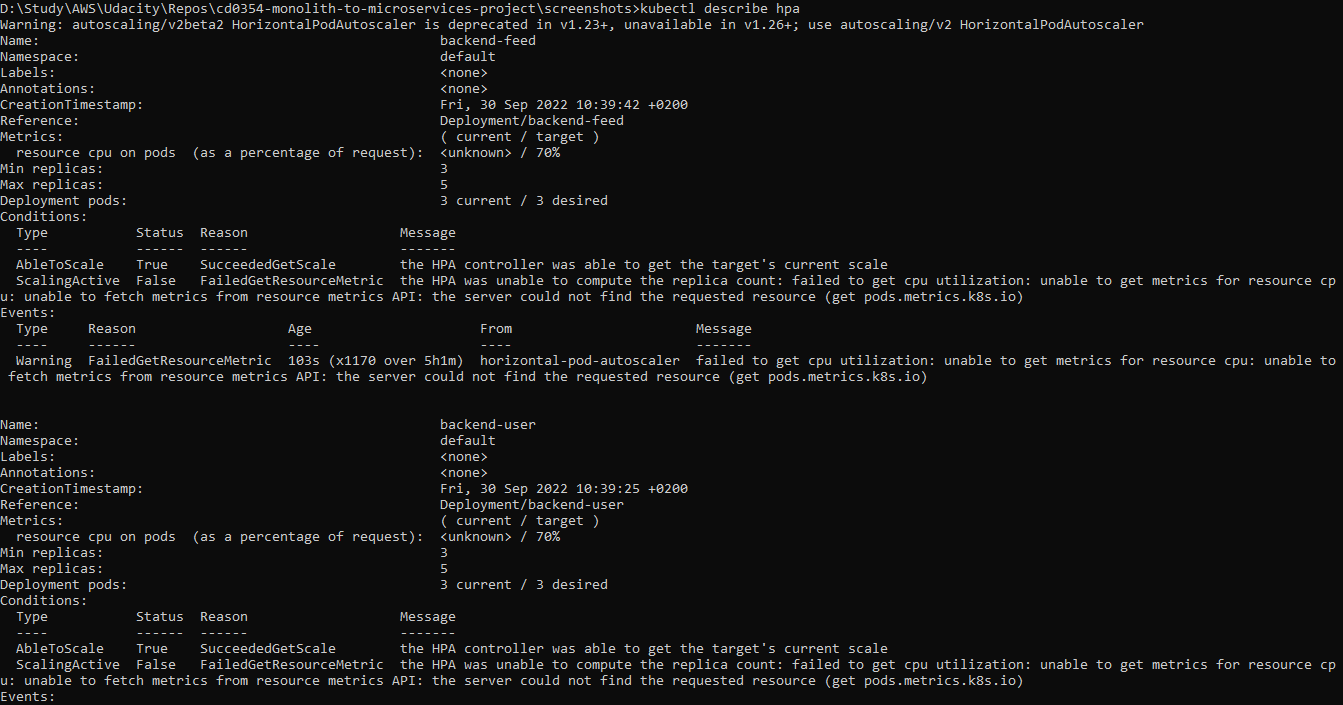 D:\Study\AWS\Udacity\Repos\cd0354-monolith-to-microservices-project\screenshots>kubectl describe hpa
Warning: autoscaling/v2beta2 HorizontalPodAutoscaler is deprecated in v1.23+, unavailable in v1.26+; use autoscaling/v2 HorizontalPodAutoscaler
Name:                                                  backend-feed
Namespace:                                             default
Labels:                                                <none>
Annotations:                                           <none>
CreationTimestamp:                                     Fri, 30 Sep 2022 10:39:42 +0200
Reference:                                             Deployment/backend-feed
Metrics:                                               ( current / target )
  resource cpu on pods  (as a percentage of request):  <unknown> / 70%
Min replicas:                                          3
Max replicas:                                          5
Deployment pods:                                       3 current / 3 desired
Conditions:
  Type           Status  Reason                   Message
  ----           ------  ------                   -------
  AbleToScale    True    SucceededGetScale        the HPA controller was able to get the target's current scale
  ScalingActive  False   FailedGetResourceMetric  the HPA was unable to compute the replica count: failed to get cpu utilization: unable to get metrics for resource cp
u: unable to fetch metrics from resource metrics API: the server could not find the requested resource (get pods.metrics.k8s.io)
Events:
  Type     Reason                   Age                     From                       Message
  ----     ------                   ----                    ----                       -------
  Warning  FailedGetResourceMetric  103s (x1170 over 5h1m)  horizontal-pod-autoscaler  failed to get cpu utilization: unable to get metrics for resource cpu: unable to
 fetch metrics from resource metrics API: the server could not find the requested resource (get pods.metrics.k8s.io)
Name:                                                  backend-user
Namespace:                                             default
Labels:                                                <none>
Annotations:                                           <none>
CreationTimestamp:                                     Fri, 30 Sep 2022 10:39:25 +0200
Reference:                                             Deployment/backend-user
Metrics:                                               ( current / target )
  resource cpu on pods  (as a percentage of request):  <unknown> / 70%
Min replicas:                                          3
Max replicas:                                          5
Deployment pods:                                       3 current / 3 desired
Conditions:
  Type           Status  Reason                   Message
  ----           ------  ------                   -------
  AbleToScale    True    SucceededGetScale        the HPA controller was able to get the target's current scale
  ScalingActive  False   FailedGetResourceMetric  the HPA was unable to compute the replica count: failed to get cpu utilization: unable to get metrics for resource cp
u: unable to fetch metrics from resource metrics API: the server could not find the requested resource (get pods.metrics.k8s.io)
Events: